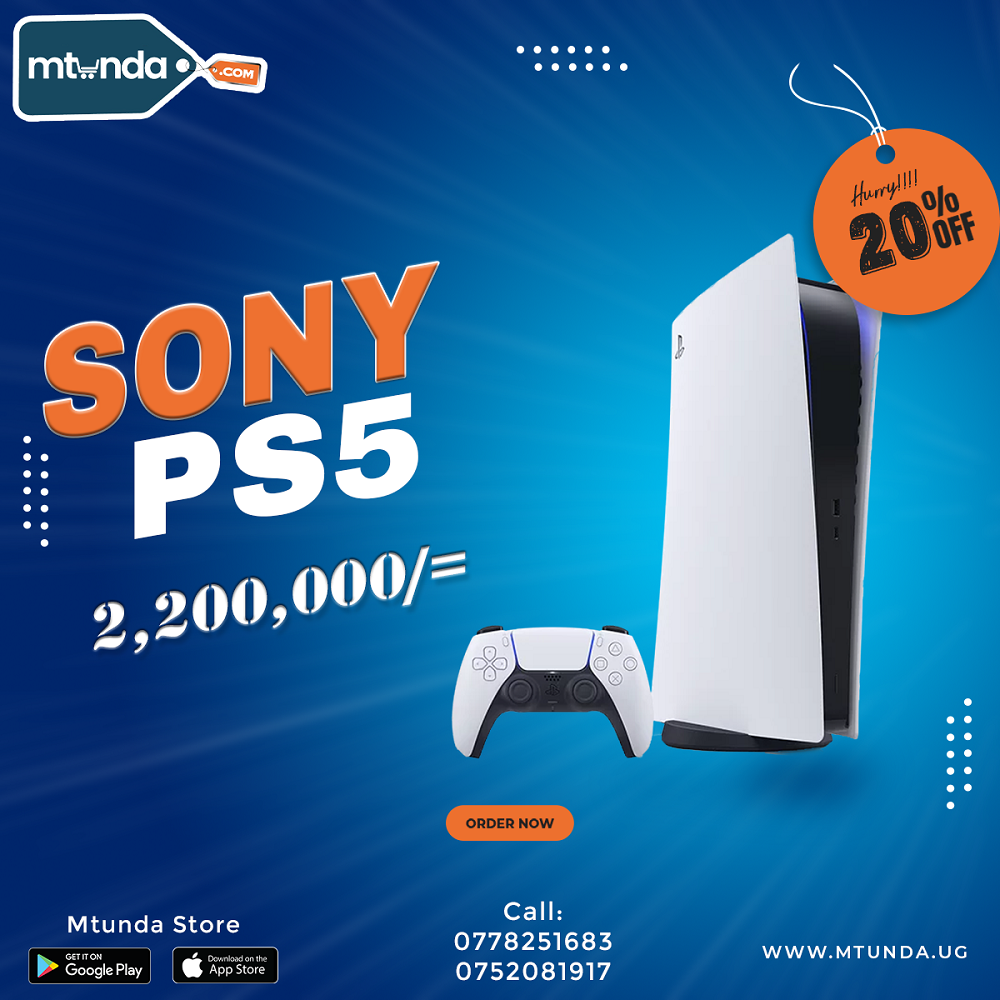 mtunda
.COM
Hurry!!!!
20% OFF
SONY
PS5
2,200,000/=
ORDER NOW
Mtunda Store
GET IT ON
Google Play
Download on the
App Store
Call:
0778251683
0752081917
WWW.MTUNDA.UG